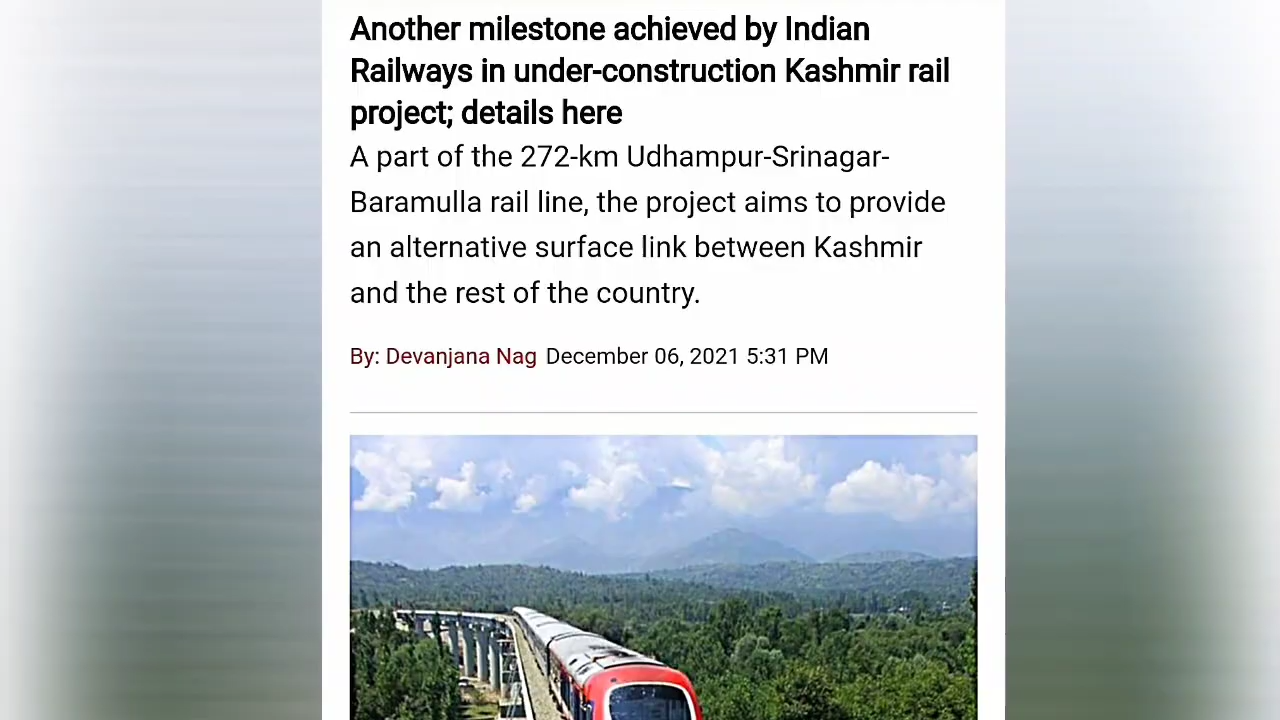 Another milestone achieved by Indian
Railways in under-construction Kashmir rail
project; details here
A part of the 272-km Udhampur-Srinagar-
Baramulla rail line, the project aims to provide
an alternative surface link between Kashmir
and the rest of the country.
By: Devanjana Nag December 06, 2021 5:31 PM